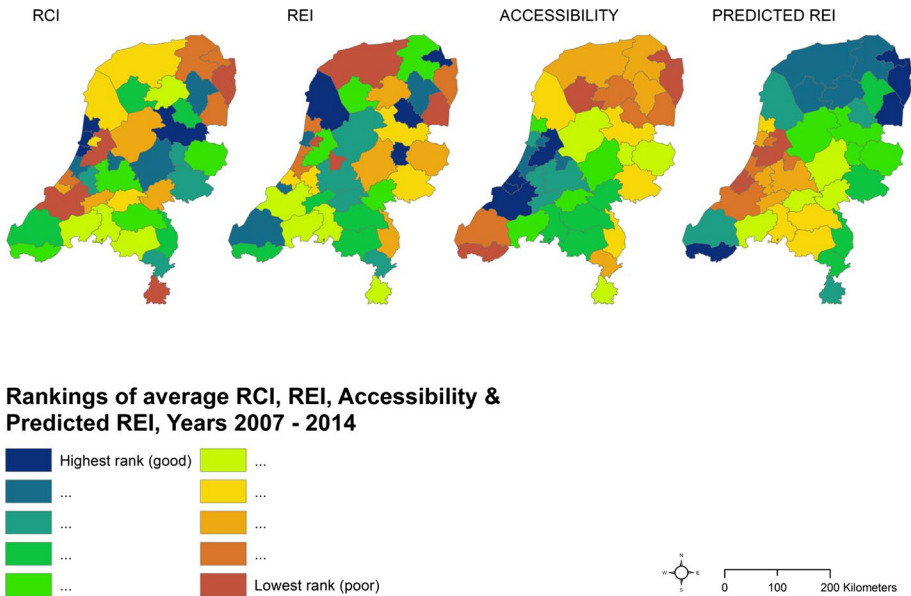 RCI
REI
ACCESSIBILITY
PREDICTED REI
Rankings of average RCI, REI, Accessibility &
Predicted REI, Years 2007 - 2014
Highest rank (good)
...
...
...
...
...
...
...
...
Lowest rank (poor)
N
W
E
S
0 100 200 Kilometers